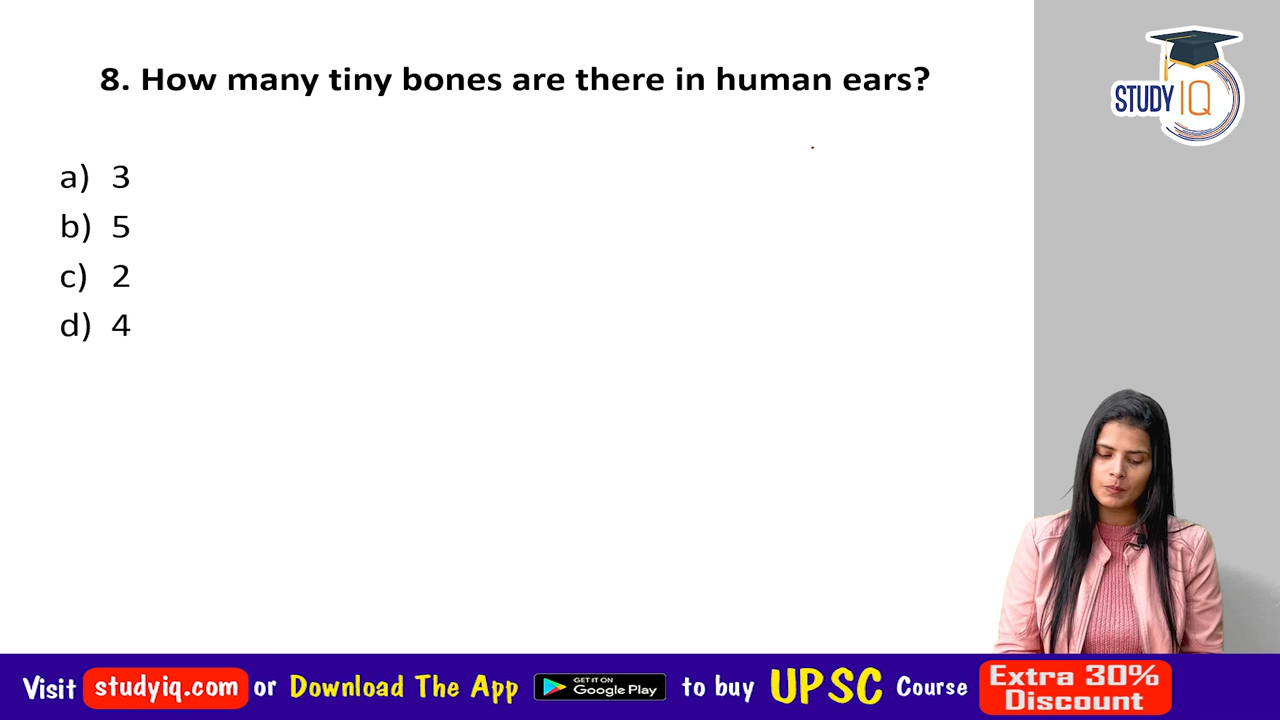 8. How many tiny bones are there in human ears?
STUDY IQ
a) 3
b) 5
c) 2
d) 4
Visit studyiq.com or Download The App GET IT ON Google Play to buy UPSC Course Extra 30% Discount